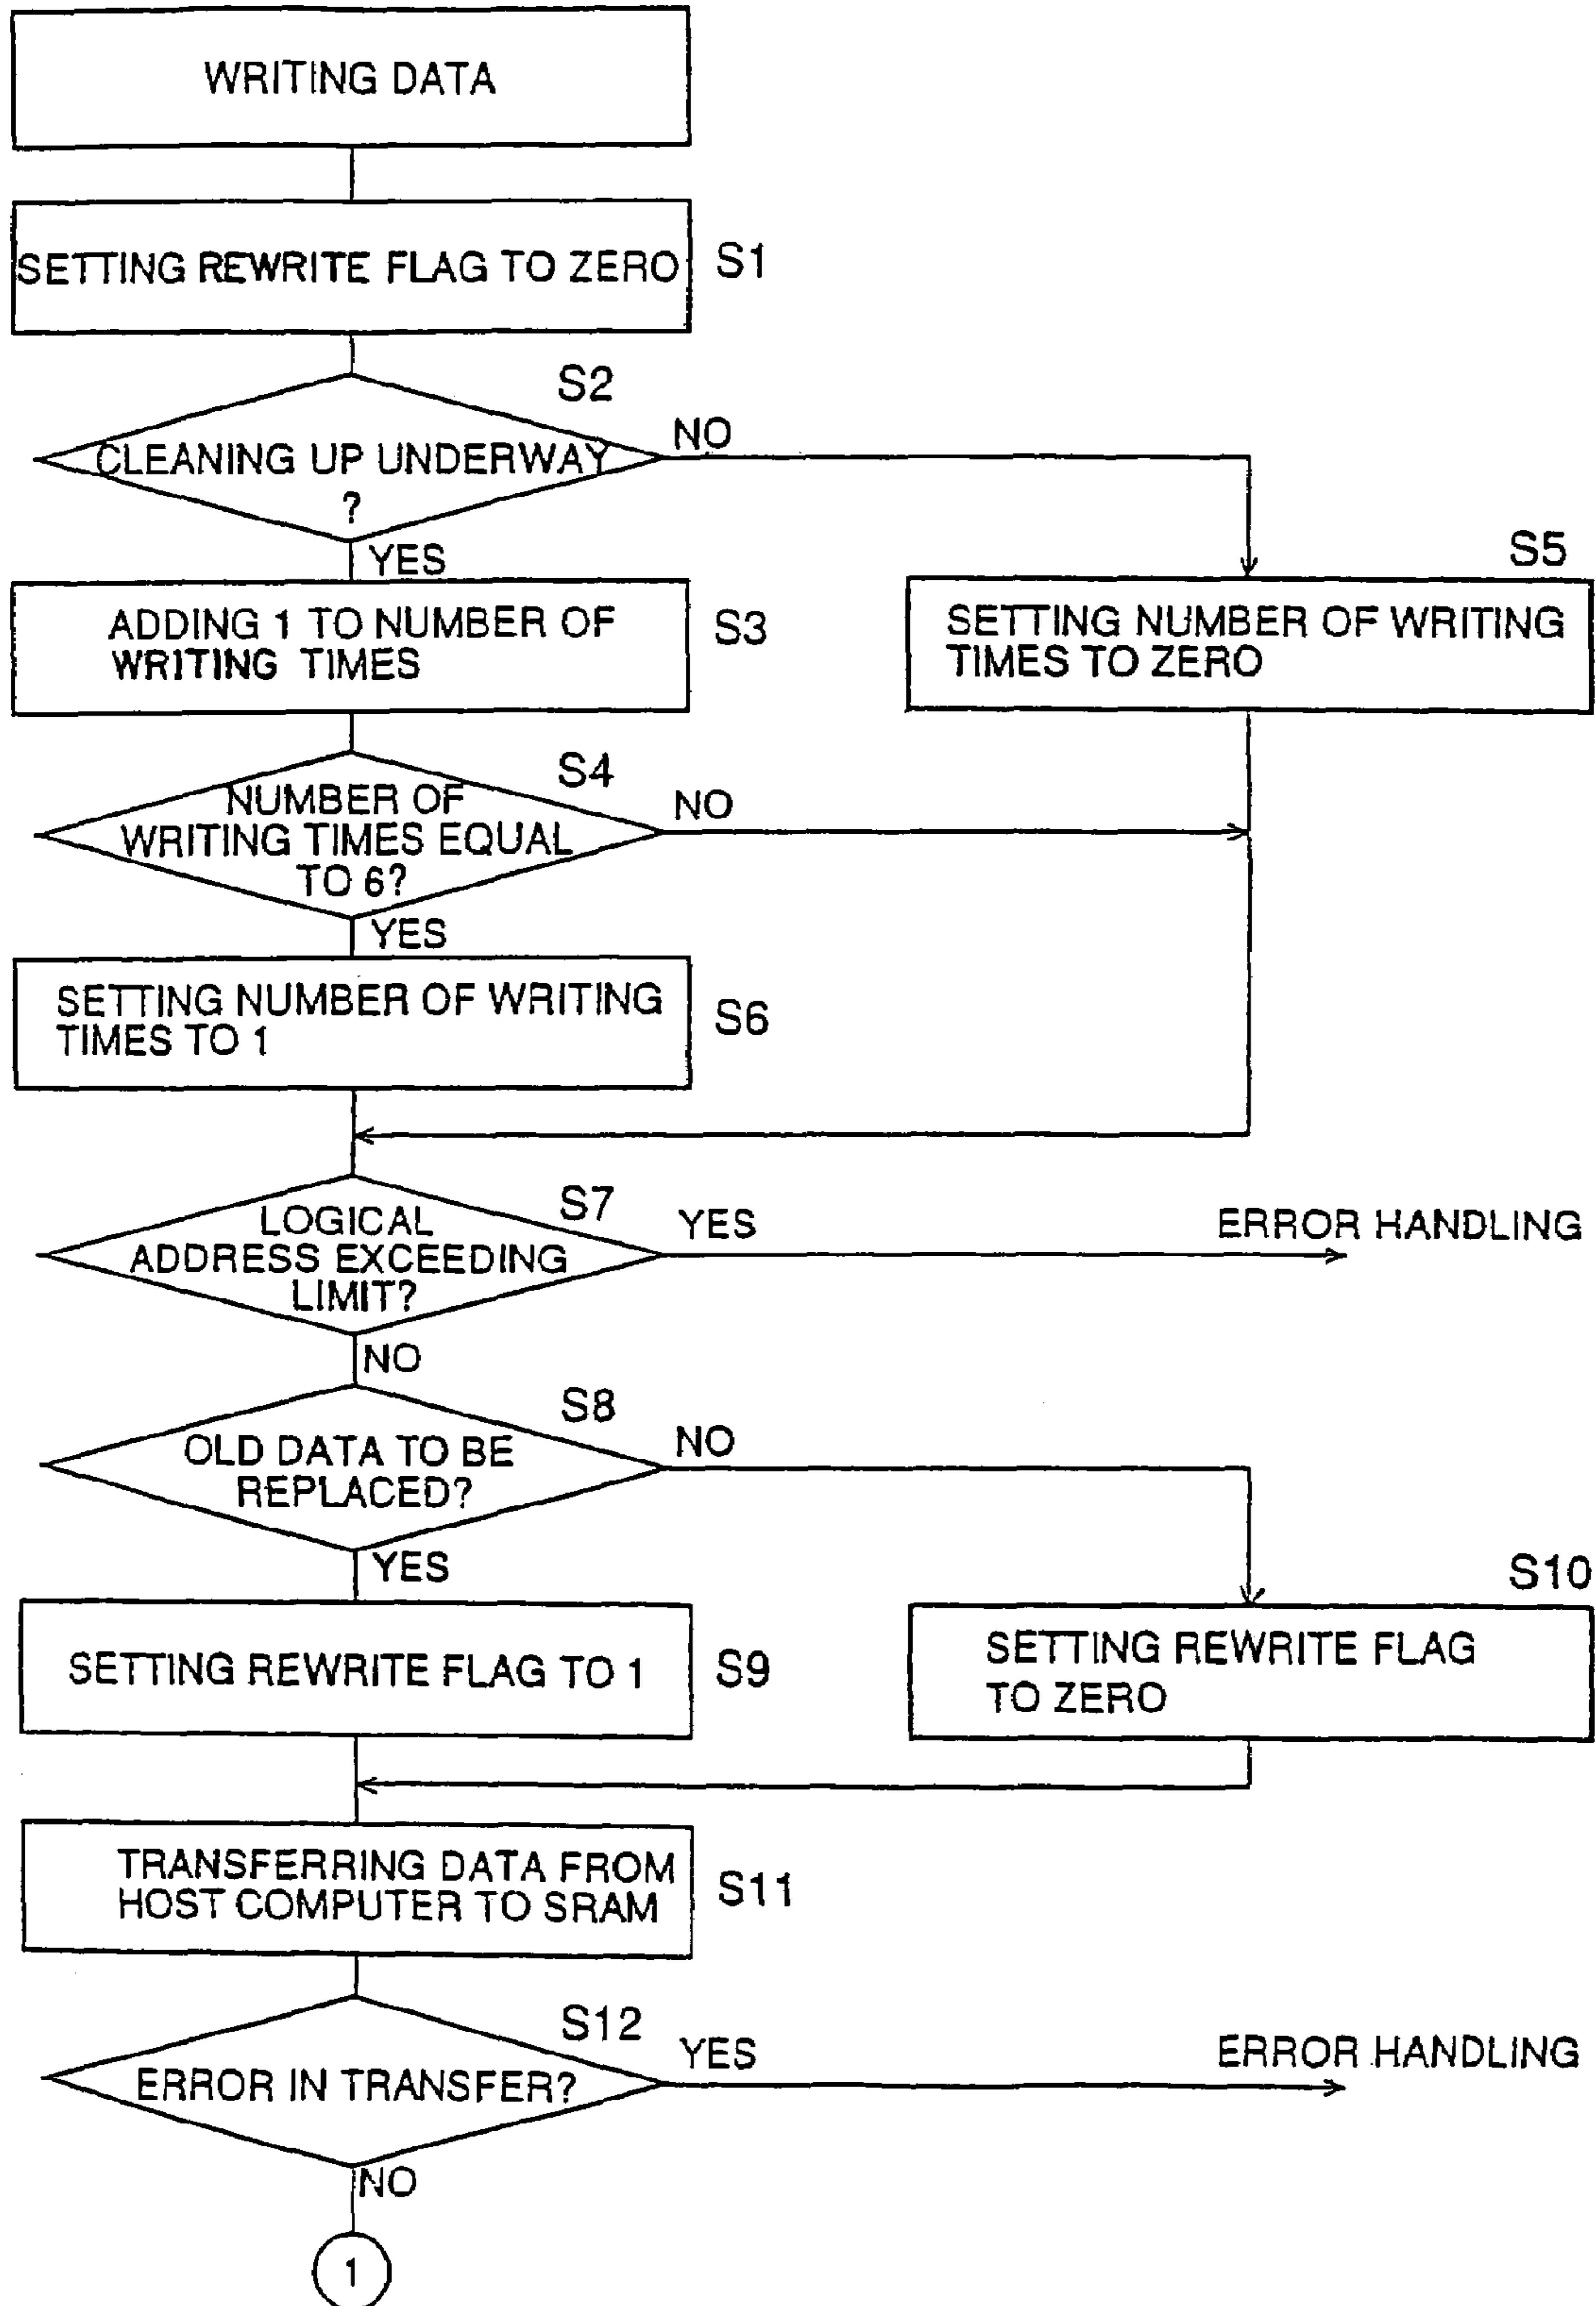 WRITING DATA
SETTING REWRITE FLAG TO ZERO
S1
S2
CLEANING UP UNDERWAY
?
NO
YES
ADDING 1 TO NUMBER OF
WRITING TIMES
S3
S5
SETTING NUMBER OF WRITING
TIMES TO ZERO
S4
NUMBER OF
WRITING TIMES EQUAL
TO 6?
NO
YES
SETTING NUMBER OF WRITING
TIMES TO 1
S6
S7
LOGICAL
ADDRESS EXCEEDING
LIMIT?
YES
ERROR HANDLING
NO
S8
OLD DATA TO BE
REPLACED?
NO
YES
SETTING REWRITE FLAG TO 1
S9
S10
SETTING REWRITE FLAG
TO ZERO
TRANSFERRING DATA FROM
HOST COMPUTER TO SRAM
S11
S12
ERROR IN TRANSFER?
YES
ERROR HANDLING
NO
1